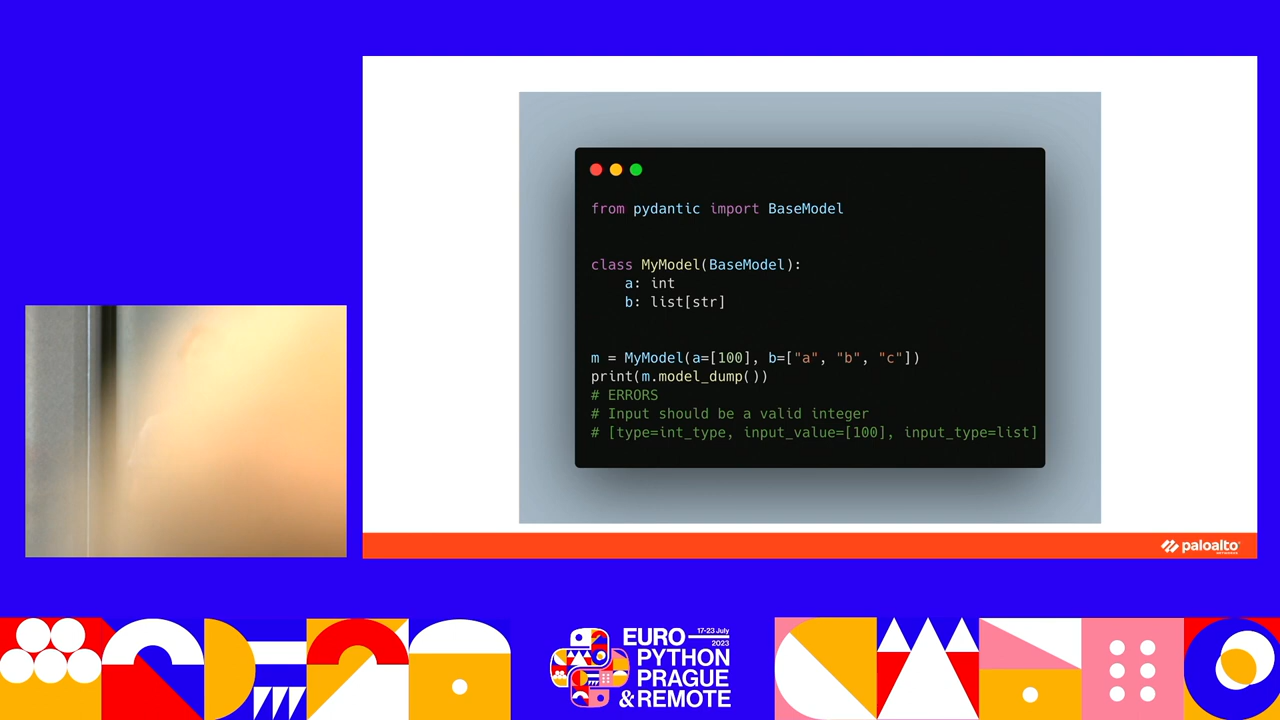 from pydantic import BaseModel
class MyModel(BaseModel):
    a: int
    b: list[str]
m = MyModel(a=[100], b=["a", "b", "c"])
print(m.model_dump())
# ERRORS
# Input should be a valid integer
# [type=int_type, input_value=[100], input_type=list]
paloalto
NETWORKS
17-23 July
2023
EURO
PYTHON
PRAGUE
& REMOTE